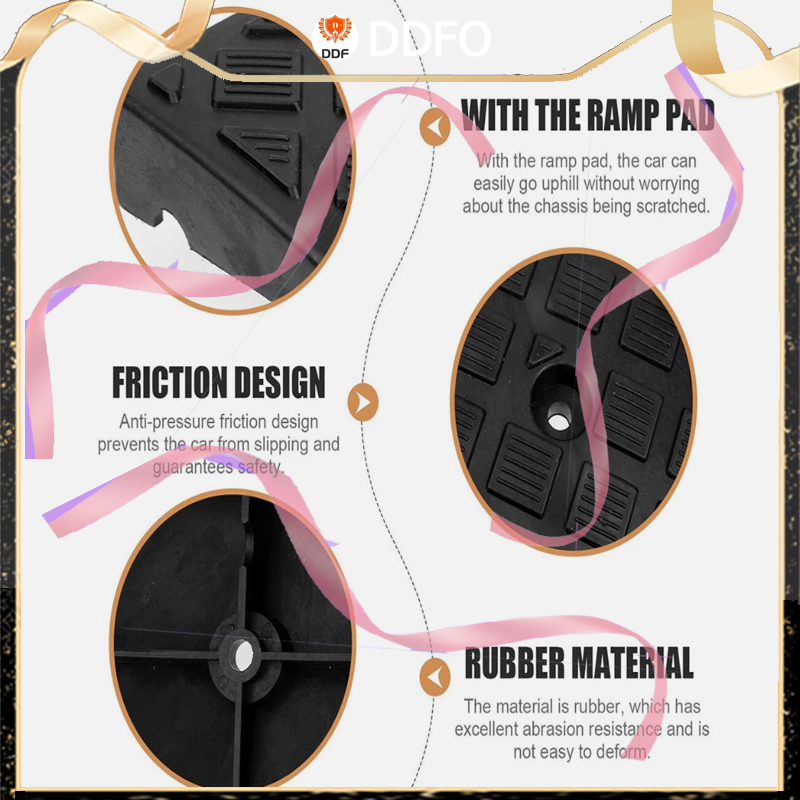 D
DDF
DDFO
WITH THE RAMP PAD
With the ramp pad, the car can
easily go uphill without worrying
about the chassis being scratched.
FRICTION DESIGN
Anti-pressure friction design
prevents the car from slipping and
guarantees safety.
RUBBER MATERIAL
The material is rubber, which has
excellent abrasion resistance and is
not easy to deform.